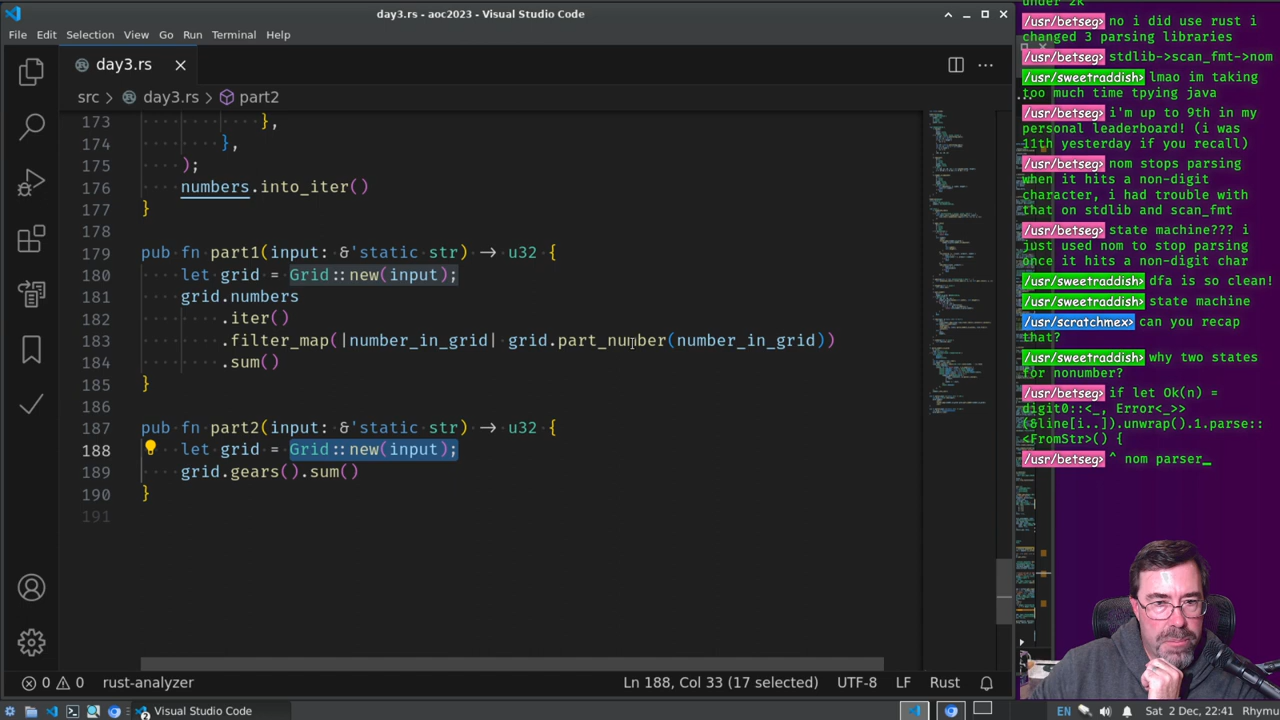 day3.rs - aoc2023 - Visual Studio Code
File Edit Selection View Go Run Terminal Help
day3.rs
src > day3.rs > part2
173 },
174 },
175 );
176 numbers.into_iter()
177 }
178
179 pub fn part1(input: &'static str) → u32 {
180 let grid = Grid::new(input);
181 grid.numbers
182 .iter()
183 .filter_map(|number_in_grid| grid.part_number(number_in_grid))
184 .sum()
185 }
186
187 pub fn part2(input: &'static str) → u32 {
188 let grid = Grid::new(input);
189 grid.gears().sum()
190 }
191
0 0 rust-analyzer Ln 188, Col 33 (17 selected) UTF-8 LF Rust
Visual Studio Code EN Sat 2 Dec, 22:41 Rhymu
under 2k
/usr/betseg> no i did use rust i
changed 3 parsing libraries
/usr/betseg> stdlib->scan_fmt->nom
/usr/sweetraddish> lmao im taking
too much time tpying java
/usr/betseg> i'm up to 9th in my
personal leaderboard! (i was
11th yesterday if you recall)
/usr/betseg> nom stops parsing
when it hits a non-digit
character, i had trouble with
that on stdlib and scan_fmt
/usr/betseg> state machine??? i
just used nom to stop parsing
once it hits a non-digit char
/usr/sweetraddish> dfa is so clean!
/usr/sweetraddish> state machine
/usr/scratchmex> can you recap
that?
/usr/sweetraddish> why two states
for nonumber?
/usr/betseg> if let Ok(n) =
digit0::<_, Error<_>>
(&line[i..]).unwrap().1.parse::
<FromStr>() {
/usr/betseg> ^ nom parser_